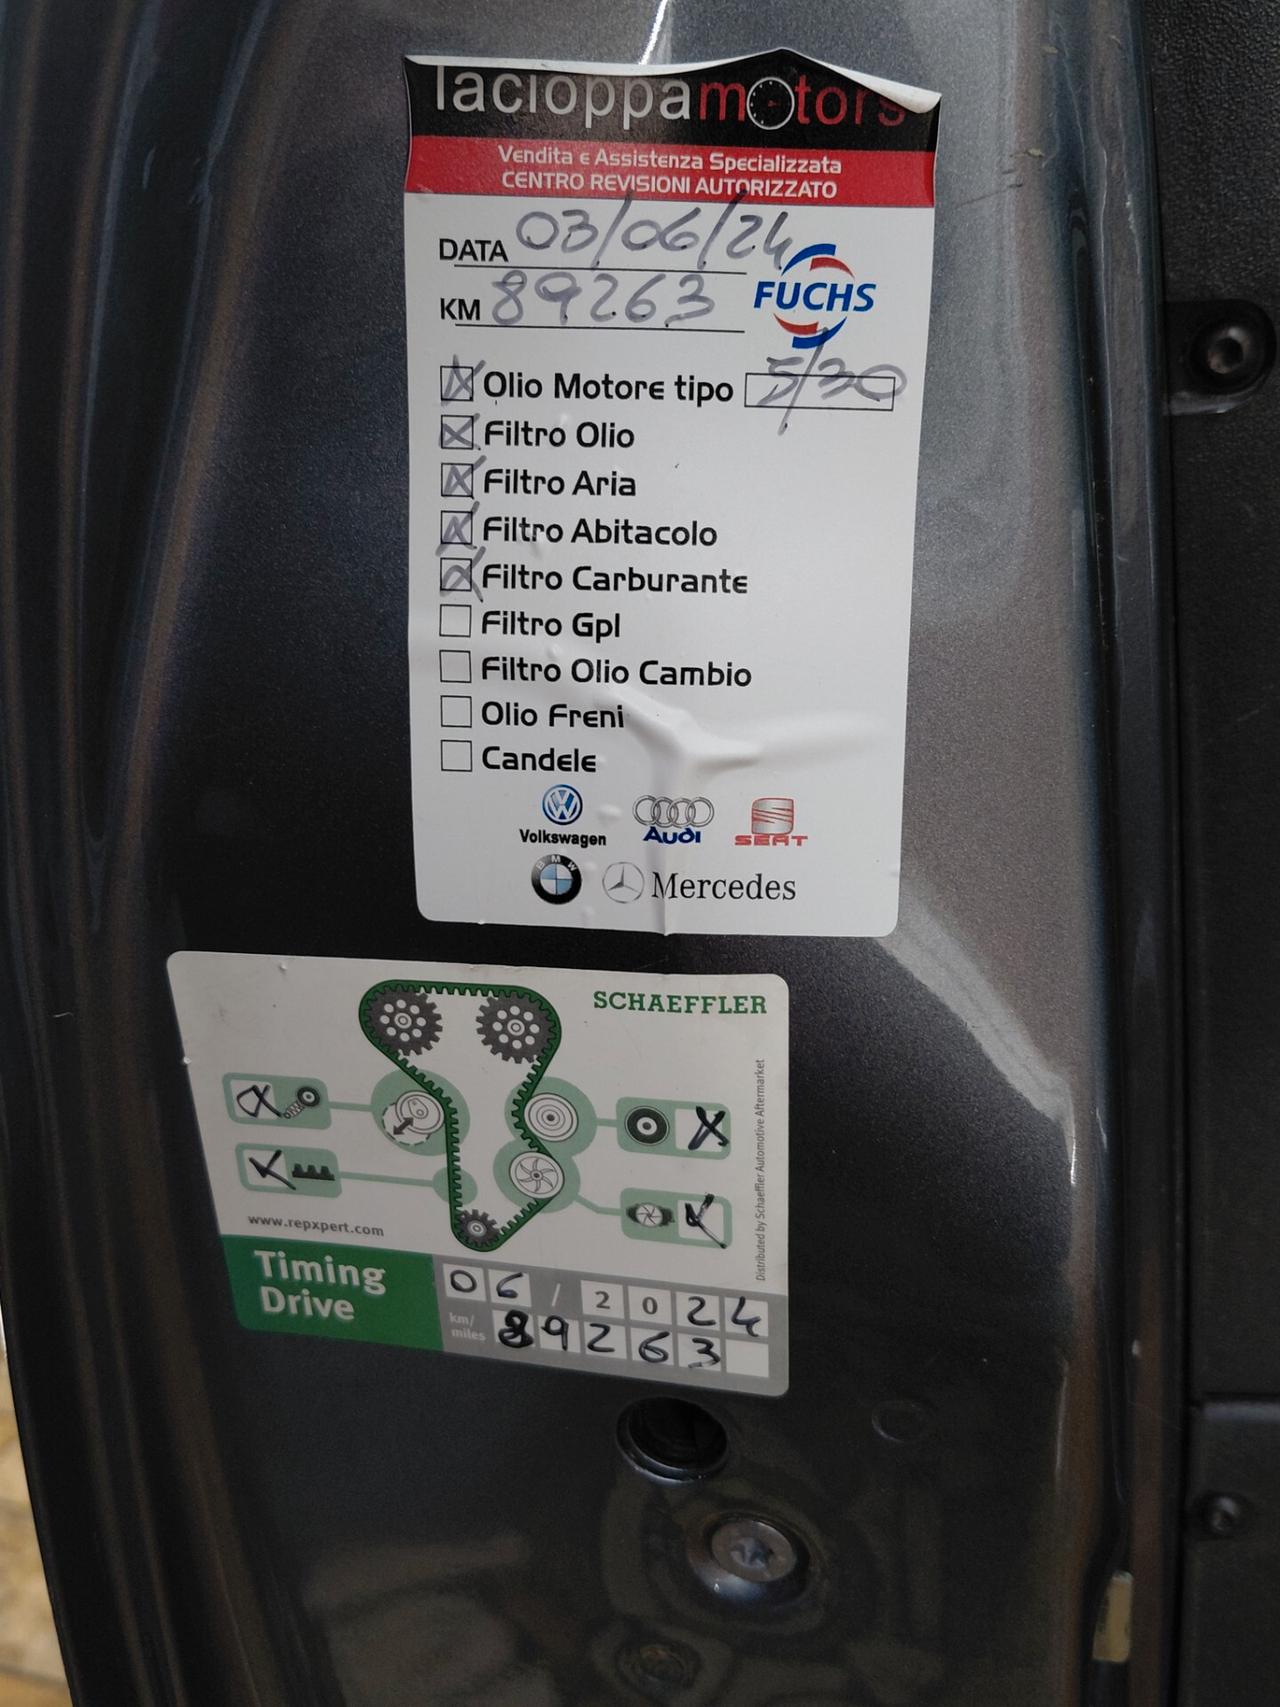 lacioppamotors
Vendita e Assistenza Specializzata
CENTRO REVISIONI AUTORIZZATO
DATA 03/06/24
KM 89263
FUCHS
Olio Motore tipo 5/30
Filtro Olio
Filtro Aria
Filtro Abitacolo
Filtro Carburante
Filtro Gpl
Filtro Olio Cambio
Olio Freni
Candele
Volkswagen
Audi
SEAT
BMW
Mercedes
SCHAEFFLER
www.repxpert.com
Distributed by Schaeffler Automotive Aftermarket
Timing
Drive
06/2024
km/
miles
89263